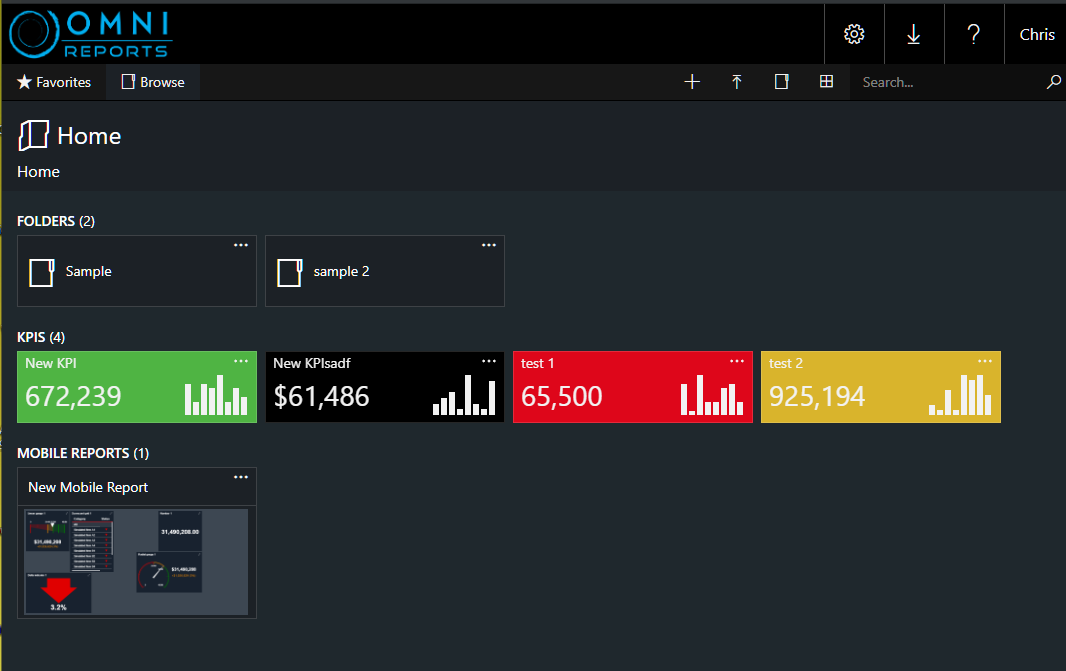 OMNI
REPORTS
Chris
Favorites
Browse
Search...
Home
Home
FOLDERS (2)
Sample
sample 2
KPIS (4)
New KPI
672,239
New KPIsadf
$61,486
test 1
65,500
test 2
925,194
MOBILE REPORTS (1)
New Mobile Report
31,490,208.00
$31,490,208
$31,490,208
3.2%